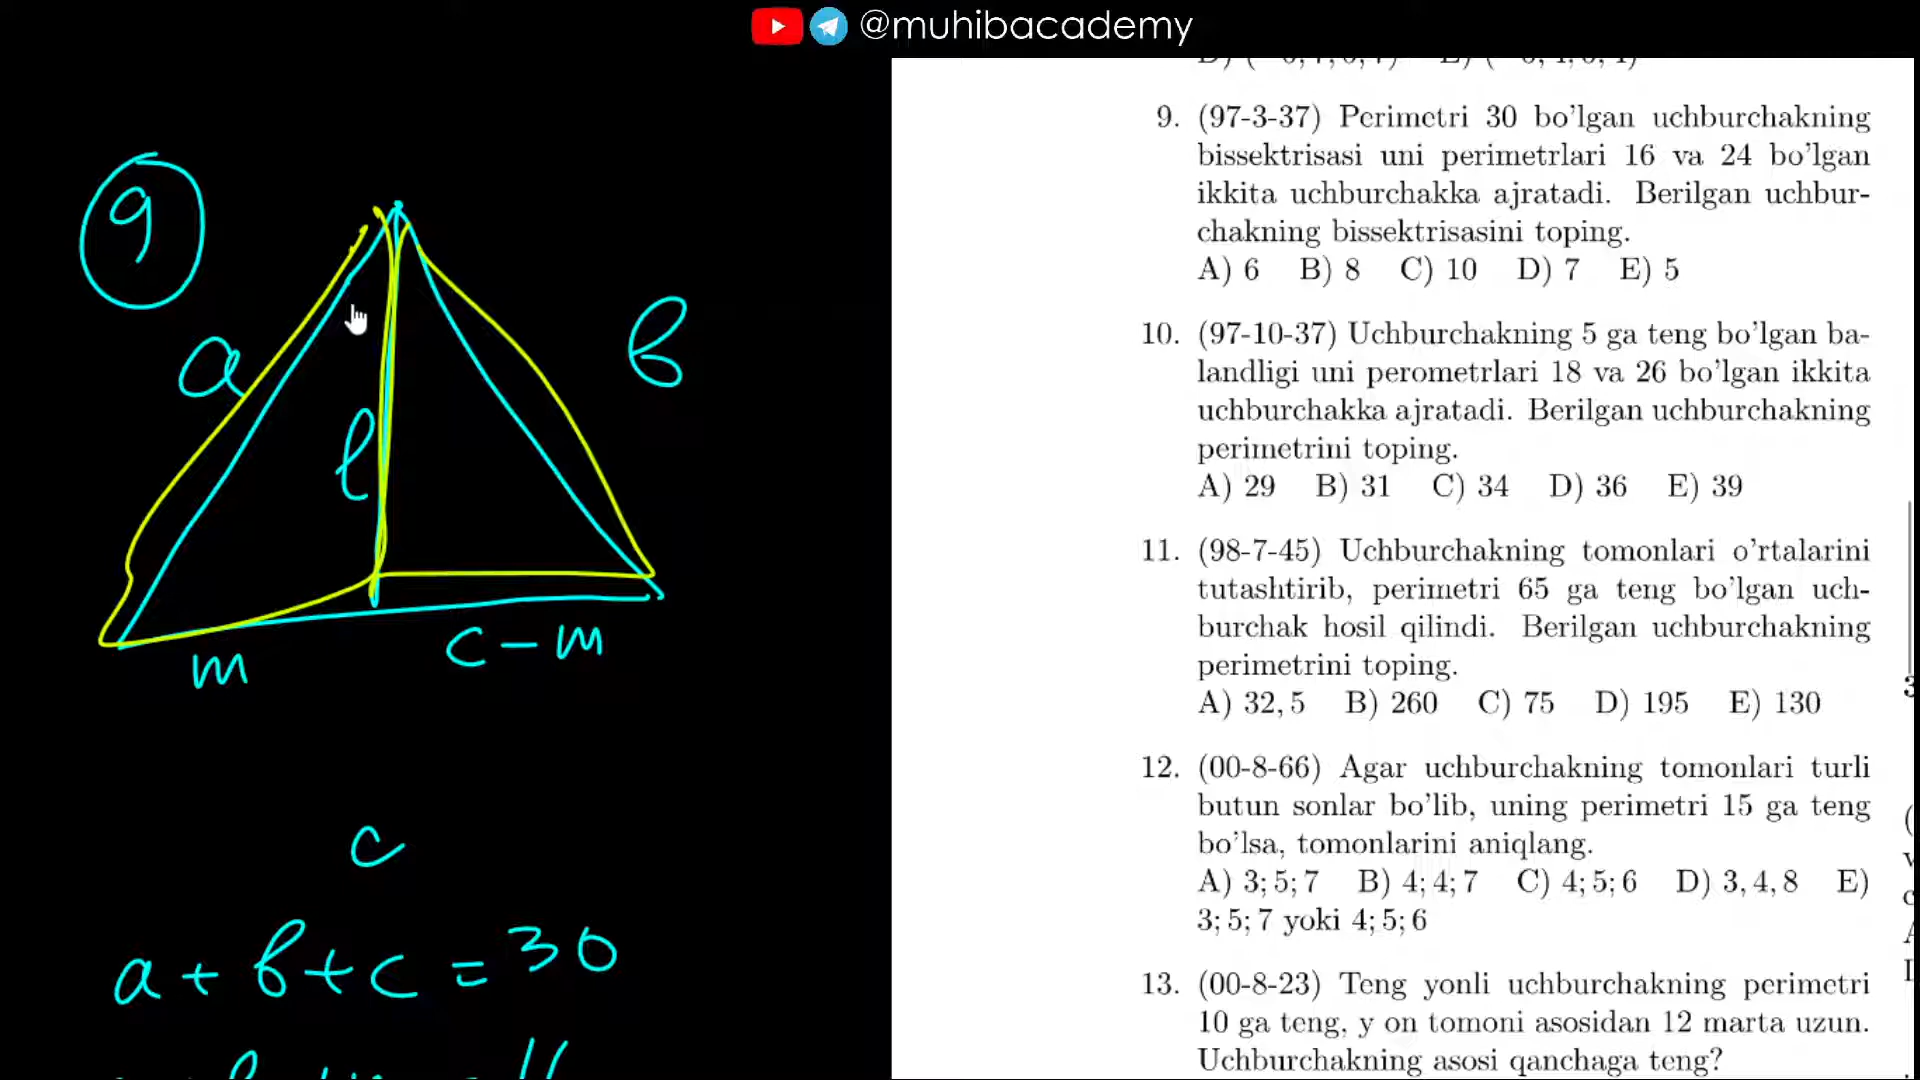 @muhibacademy
9
a
b
l
m
c - m
c
a + b + c = 30
9. (97-3-37) Perimetri 30 bo'lgan uchburchakning
bissektrisasi uni perimetrlari 16 va 24 bo'lgan
ikkita uchburchakka ajratadi. Berilgan uchbur-
chakning bissektrisasini toping.
A) 6 B) 8 C) 10 D) 7 E) 5
10. (97-10-37) Uchburchakning 5 ga teng bo'lgan ba-
landligi uni perometrlari 18 va 26 bo'lgan ikkita
uchburchakka ajratadi. Berilgan uchburchakning
perimetrini toping.
A) 29 B) 31 C) 34 D) 36 E) 39
11. (98-7-45) Uchburchakning tomonlari o'rtalarini
tutashtirib, perimetri 65 ga teng bo'lgan uch-
burchak hosil qilindi. Berilgan uchburchakning
perimetrini toping.
A) 32, 5 B) 260 C) 75 D) 195 E) 130
12. (00-8-66) Agar uchburchakning tomonlari turli
butun sonlar bo'lib, uning perimetri 15 ga teng
bo'lsa, tomonlarini aniqlang.
A) 3; 5; 7 B) 4; 4; 7 C) 4; 5; 6 D) 3, 4, 8 E)
3; 5; 7 yoki 4; 5; 6
13. (00-8-23) Teng yonli uchburchakning perimetri
10 ga teng, y on tomoni asosidan 12 marta uzun.
Uchburchakning asosi qanchaga teng?